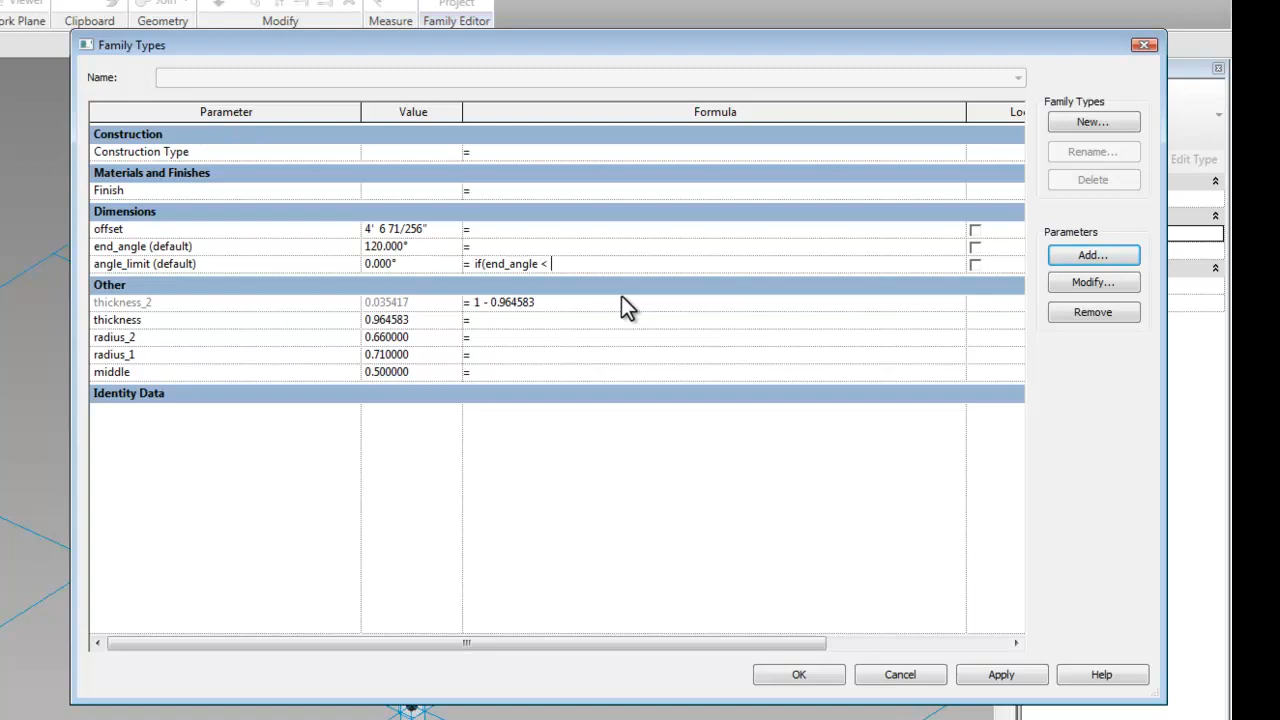 Project
ork Plane Clipboard Geometry Modify Measure Family Editor
Family Types
Name:
Parameter Value Formula Lo
Construction
Construction Type =
Materials and Finishes
Finish =
Dimensions
offset 4' 6 71/256" =
end_angle (default) 120.000° =
angle_limit (default) 0.000° = if(end_angle <
Other
thickness_2 0.035417 = 1 - 0.964583
thickness 0.964583 =
radius_2 0.660000 =
radius_1 0.710000 =
middle 0.500000 =
Identity Data
Family Types
New...
Rename...
Delete
Parameters
Add...
Modify...
Remove
Edit Type
OK Cancel Apply Help